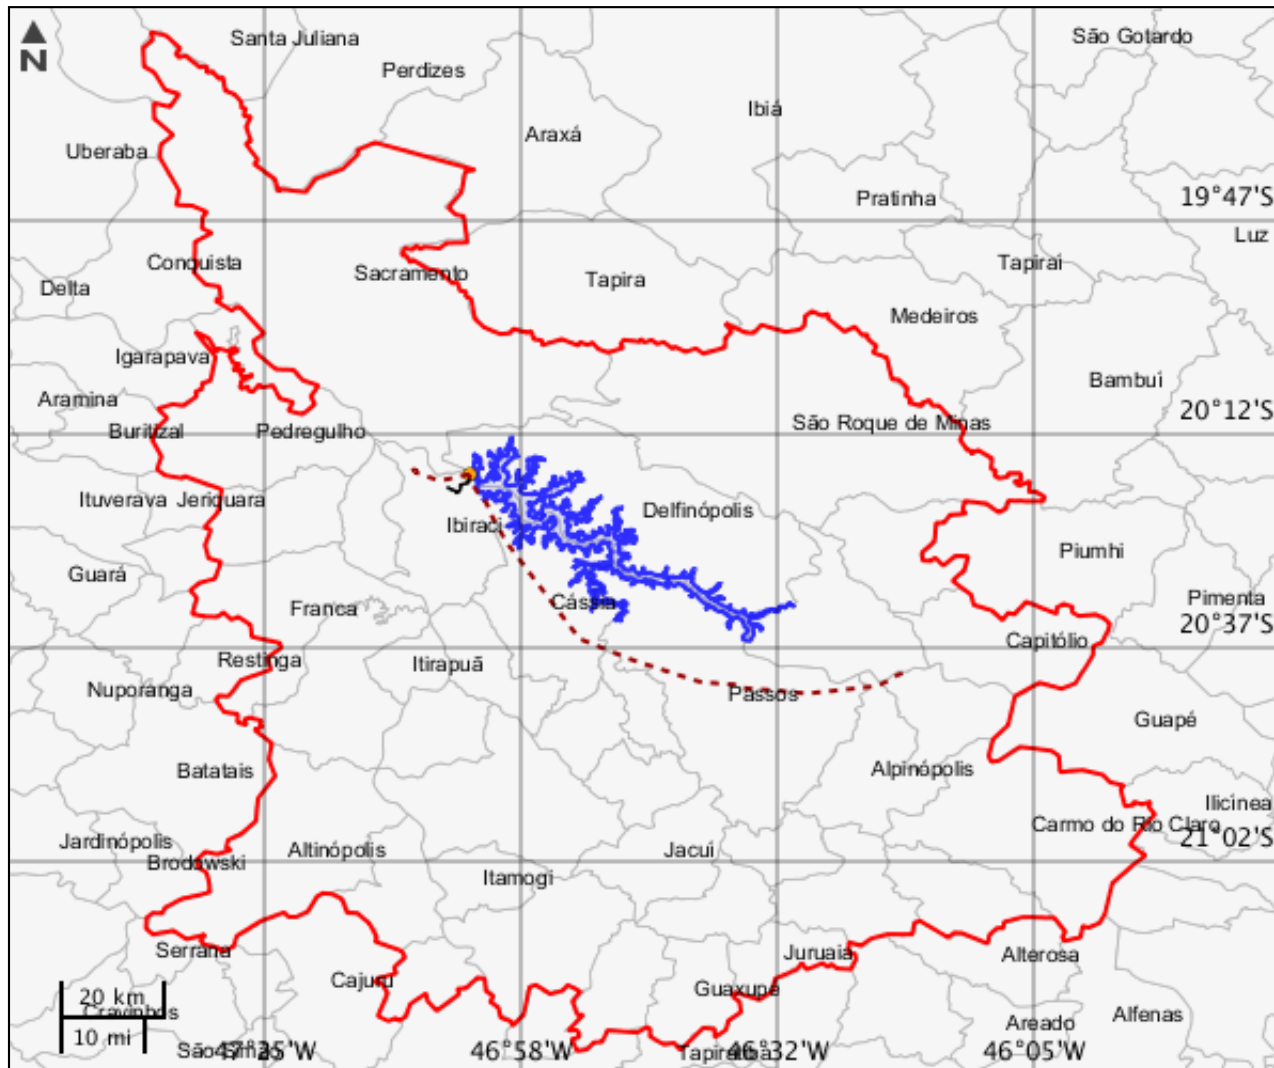 Santa Juliana
São Gotardo
N
Perdizes
Ibiá
Araxá
Uberaba
19°47'S
Pratinha
Luz
Conquista
Tapiraí
Sacramento
Tapira
Delta
Medeiros
Igarapava
Bambuí
Aramina
20°12'S
São Roque de Minas
Buritizal
Pedregulho
Ituverava
Jeriquara
Delfinópolis
Ibiraci
Piumhi
Guará
Pimenta
Cássia
Franca
20°37'S
Capitólio
Restinga
Itirapuã
Nuporanga
Passos
Guapé
Batatais
Alpinópolis
Ilicínea
Carmo do Rio Claro
21°02'S
Jardinópolis
Altinópolis
Jacuí
Brodowski
Itamogi
Serrana
Juruaia
Alterosa
Cajuru
Guaxupé
20 km
Cravinhos
Alfenas
10 mi
Areado
46°58'W
46°32'W
46°05'W